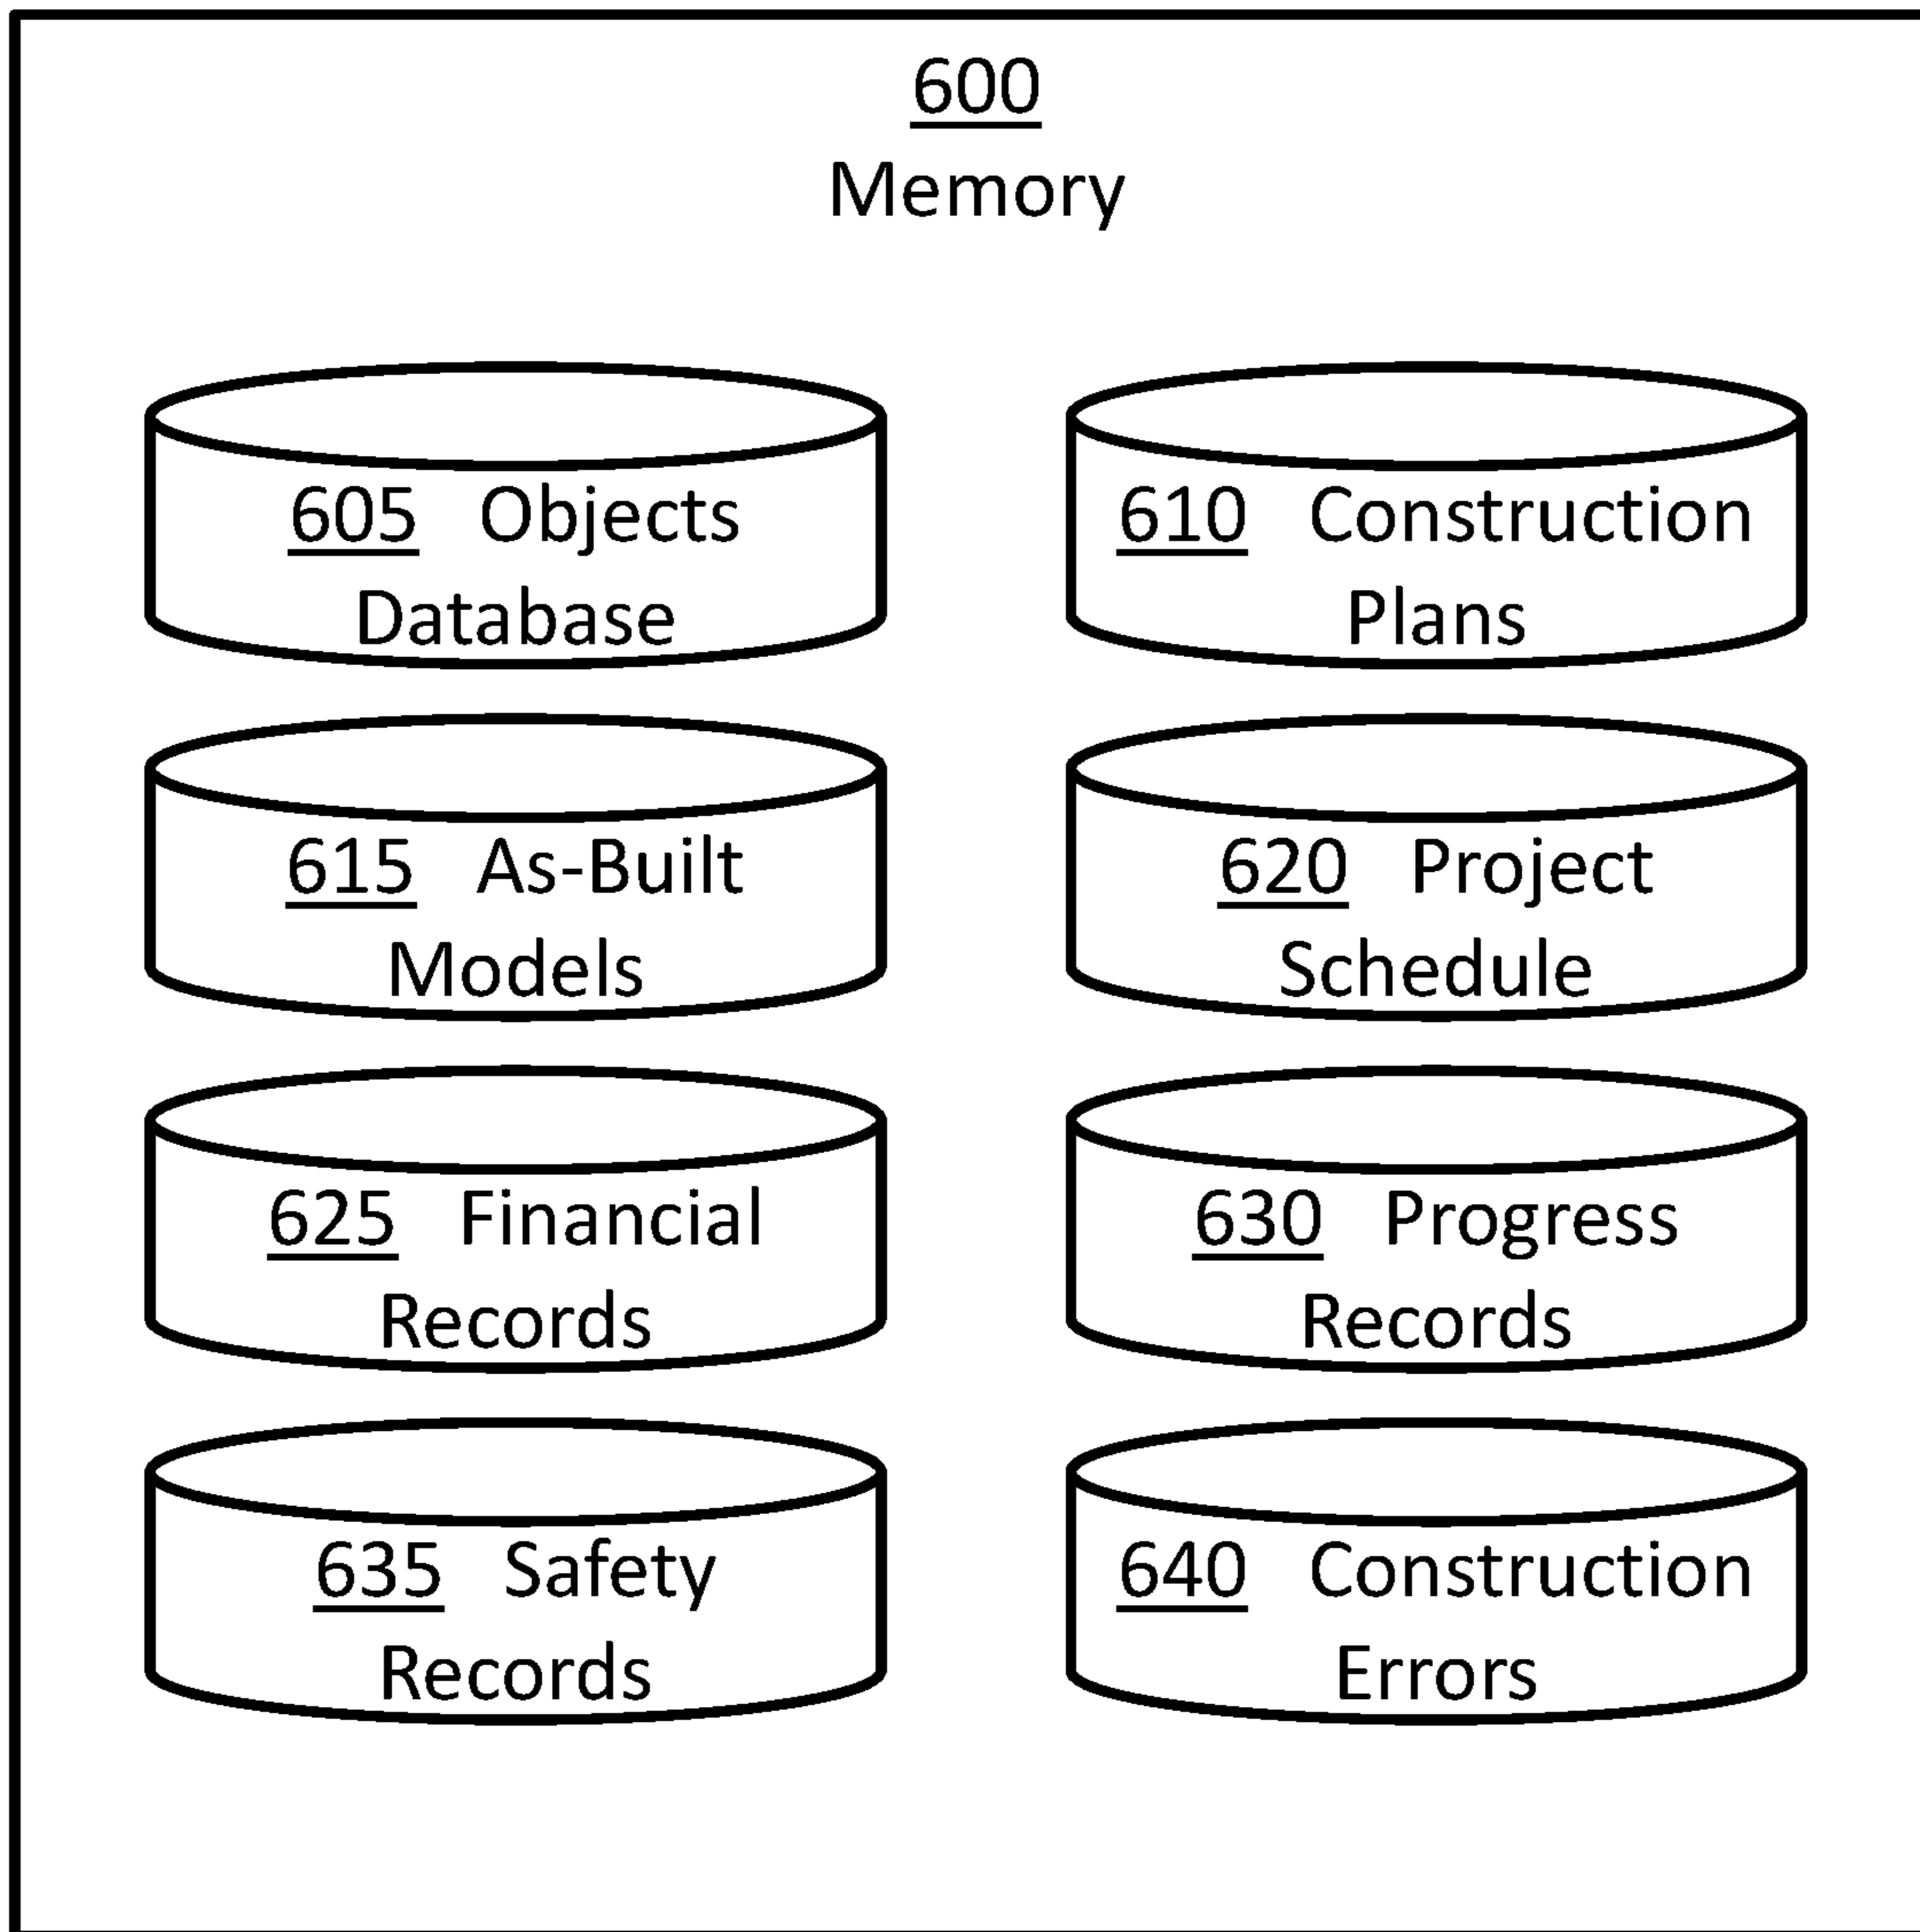 600
Memory
605 Objects
Database
610 Construction
Plans
615 As-Built
Models
620 Project
Schedule
625 Financial
Records
630 Progress
Records
635 Safety
Records
640 Construction
Errors